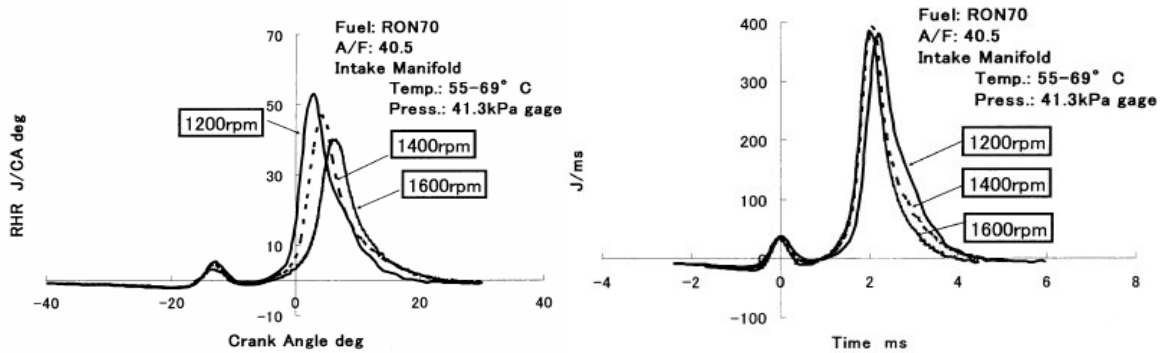 Fuel: RON70
A/F: 40.5
Intake Manifold
Temp.: 55-69° C
Press.: 41.3kPa gage
1200rpm
1400rpm
1600rpm
70
50
30
10
-10
-40
-20
0
20
40
RHR J/CA deg
Crank Angle deg
Fuel: RON70
A/F: 40.5
Intake Manifold
Temp.: 55-69° C
Press.: 41.3kPa gage
1200rpm
1400rpm
1600rpm
400
300
200
100
0
-100
-4
-2
0
2
4
6
8
J/ms
Time ms